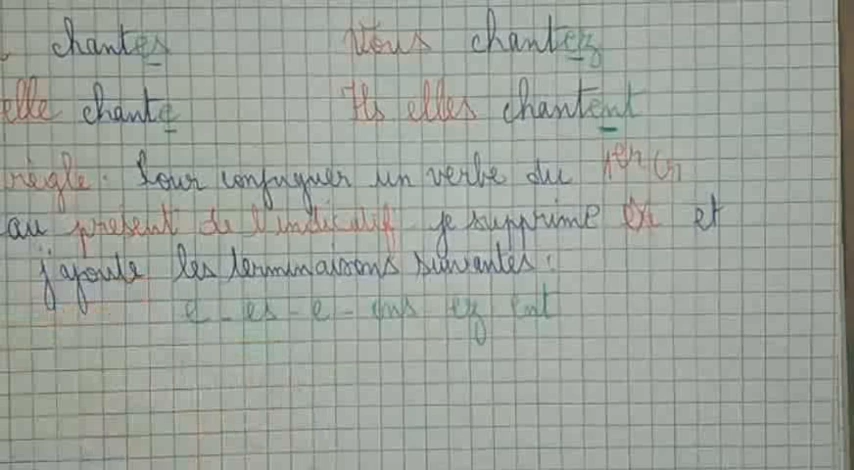 chantes Vous chantez
elle chante Ils elles chantent
règle. Pour conjuguer un verbe du 1er
au présent de l'indicatif je supprime er et
j'ajoute les terminaisons suivantes :
e - es - e - ons ez ent